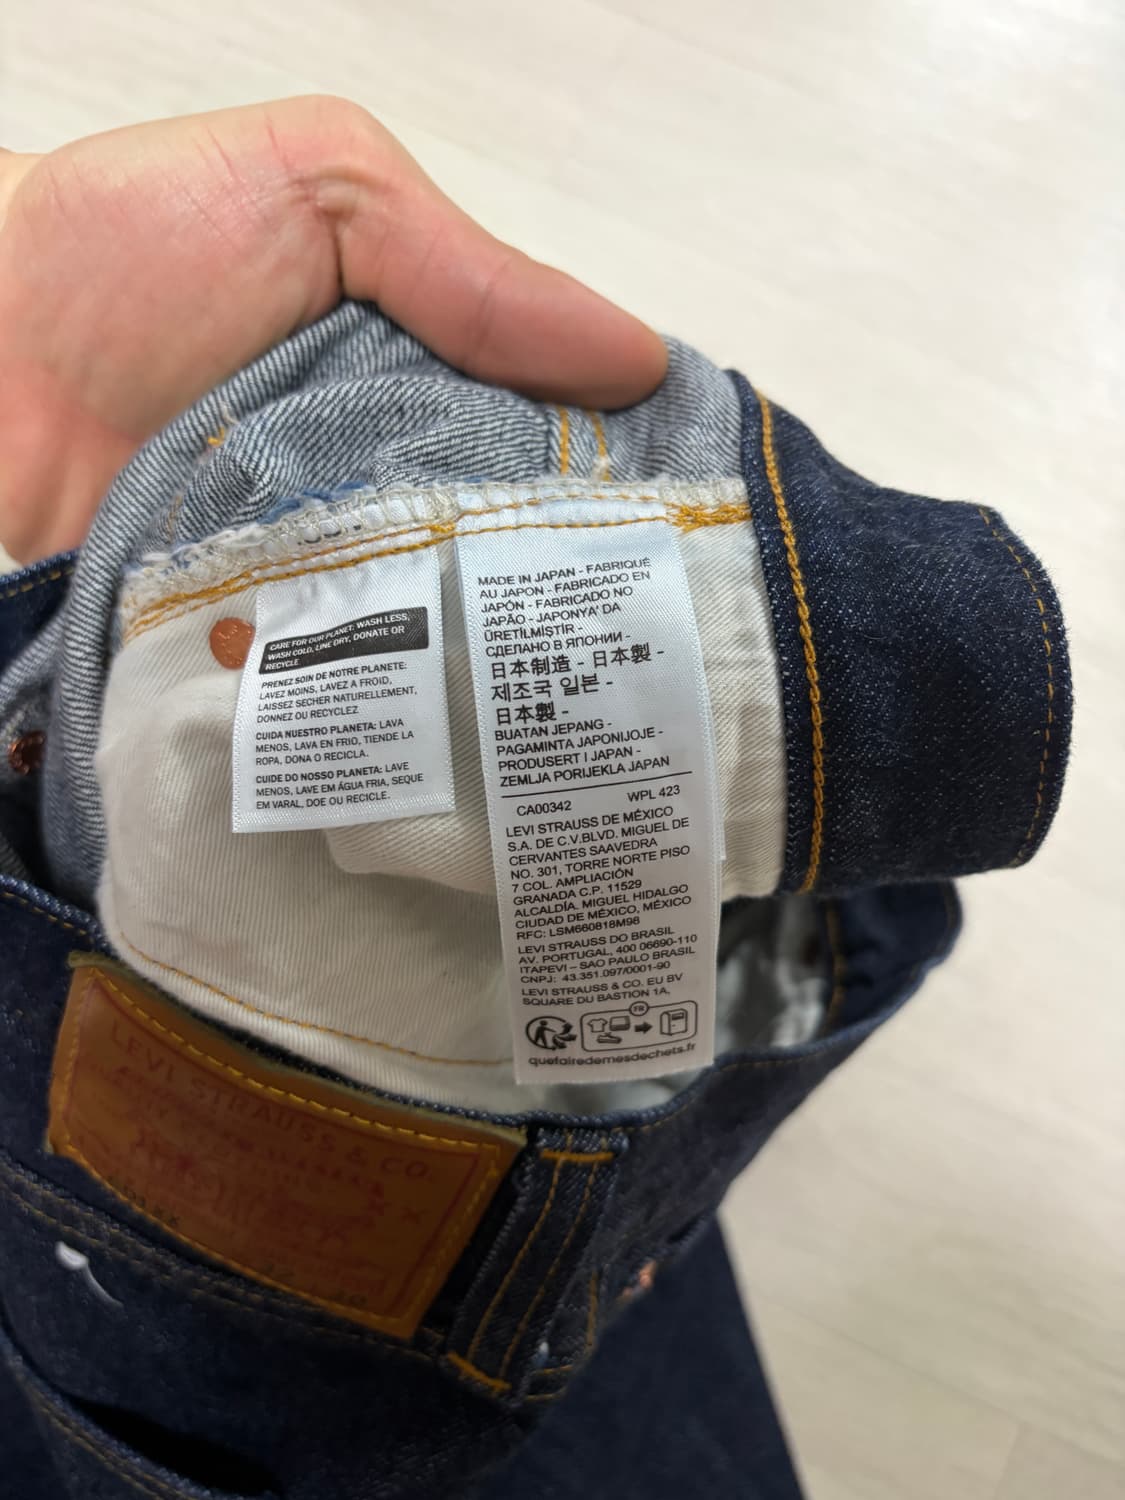 CARE FOR OUR PLANET: WASH LESS,
WASH COLD, LINE DRY, DONATE OR
RECYCLE
PRENEZ SOIN DE NOTRE PLANETE:
LAVEZ MOINS, LAVEZ A FROID,
LAISSEZ SECHER NATURELLEMENT,
DONNEZ OU RECYCLEZ
CUIDA NUESTRO PLANETA: LAVA
MENOS, LAVA EN FRIO, TIENDE LA
ROPA, DONA O RECICLA.
CUIDE DO NOSSO PLANETA: LAVE
MENOS, LAVE EM ÁGUA FRIA, SEQUE
EM VARAL, DOE OU RECICLE.
MADE IN JAPAN - FABRIQUÉ
AU JAPON - FABRICADO EN
JAPÓN - FABRICADO NO
JAPÃO - JAPONYA' DA
ÜRETİLMİŞTİR -
СДЕЛАНО В ЯПОНИИ -
日本制造 - 日本製 -
제조국 일본 -
日本製 -
BUATAN JEPANG -
PAGAMINTA JAPONIJOJE -
PRODUSERT I JAPAN -
ZEMLJA PORIJEKLA JAPAN
CA00342 WPL 423
LEVI STRAUSS DE MÉXICO
S.A. DE C.V.BLVD. MIGUEL DE
CERVANTES SAAVEDRA
NO. 301, TORRE NORTE PISO
7 COL. AMPLIACIÓN
GRANADA C.P. 11529
ALCALDÍA. MIGUEL HIDALGO
CIUDAD DE MÉXICO, MÉXICO
RFC: LSM660818M98
LEVI STRAUSS DO BRASIL
AV. PORTUGAL, 400 06690-110
ITAPEVI – SAO PAULO BRASIL
CNPJ: 43.351.097/0001-90
LEVI STRAUSS & CO. EU BV
SQUARE DU BASTION 1A,
FR
quefairedemesdechets.fr
LEVI STRAUSS & CO.